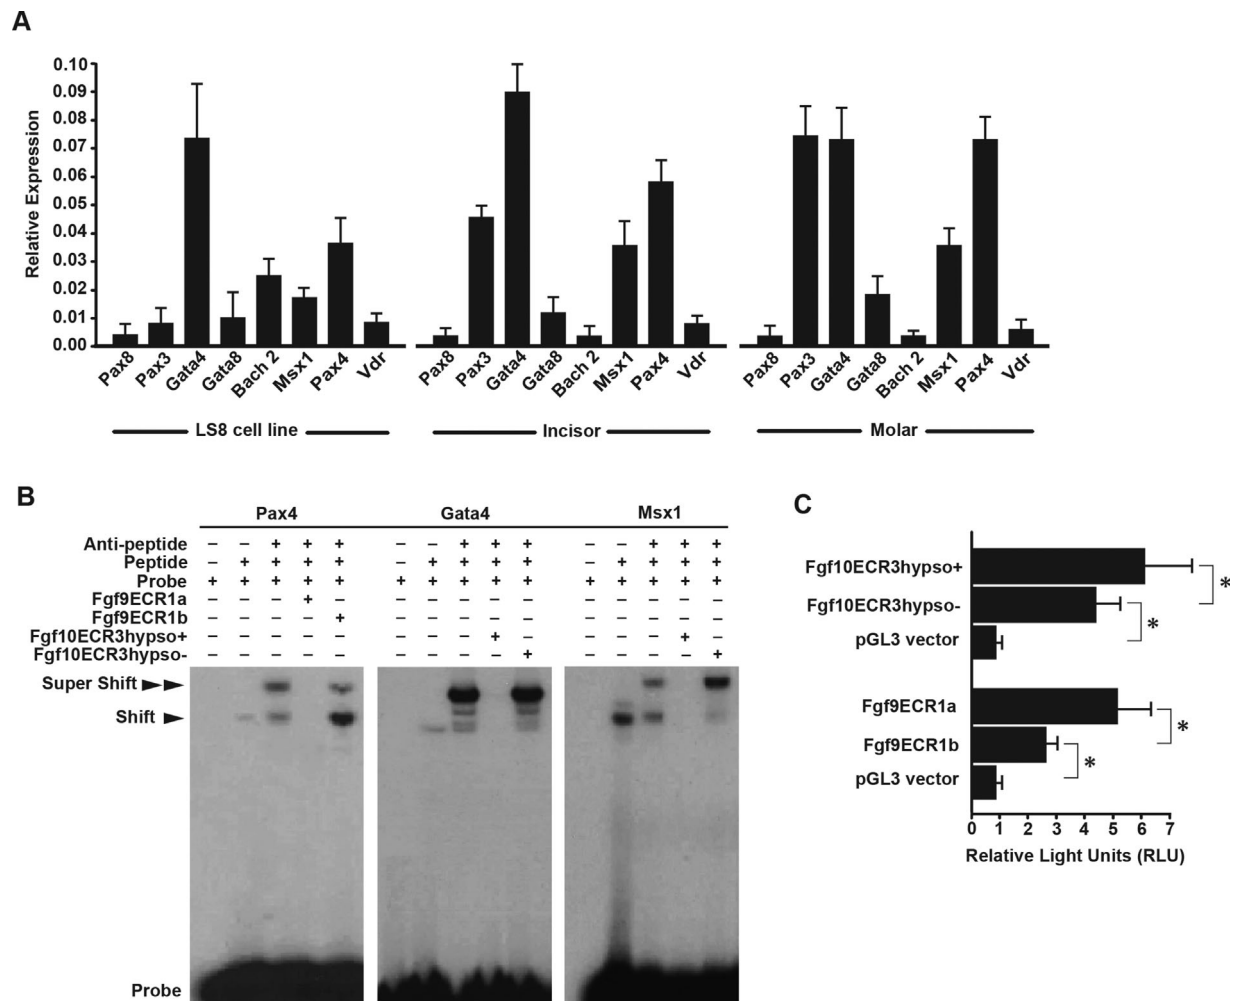 A
Relative Expression
0.10
0.09
0.08
0.07
0.06
0.05
0.04
0.03
0.02
0.01
0.00
Pax8 Pax3 Gata4 Gata8 Bach 2 Msx1 Pax4 Vdr
Pax8 Pax3 Gata4 Gata8 Bach 2 Msx1 Pax4 Vdr
Pax8 Pax3 Gata4 Gata8 Bach 2 Msx1 Pax4 Vdr
LS8 cell line Incisor Molar
B
Pax4 Gata4 Msx1
Anti-peptide – – + + + – – + + + – – + + +
Peptide – + + + + – + + + + – + + + +
Probe + + + + + + + + + + + + + + +
Fgf9ECR1a – – – + – – – – – – – – – – –
Fgf9ECR1b – – – – + – – – – – – – – – –
Fgf10ECR3hypso+ – – – – – – – – + – – – – + –
Fgf10ECR3hypso- – – – – – – – – – + – – – – +
Super Shift
Shift
Probe
C
Fgf10ECR3hypso+
Fgf10ECR3hypso-
pGL3 vector
*
*
Fgf9ECR1a
Fgf9ECR1b
pGL3 vector
*
*
0 1 2 3 4 5 6 7
Relative Light Units (RLU)